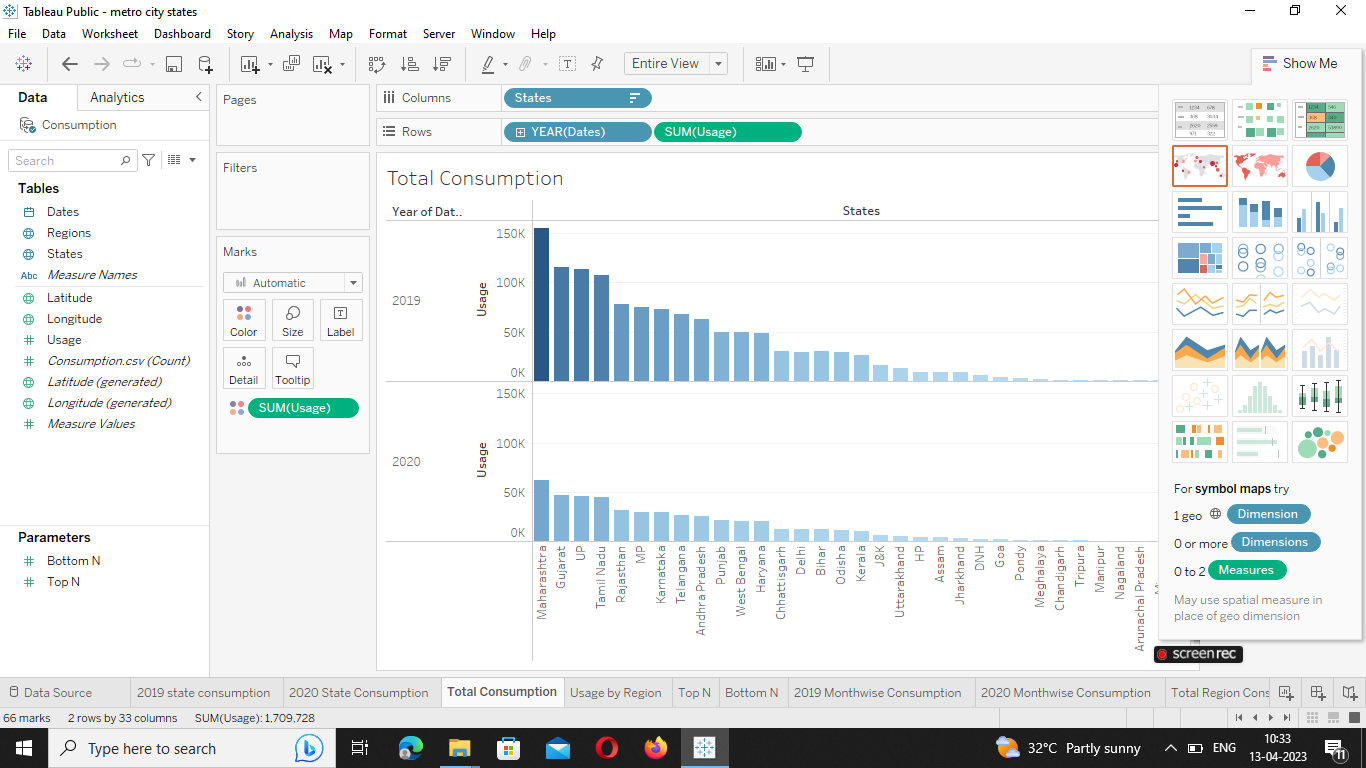 Tableau Public - metro city states
File Data Worksheet Dashboard Story Analysis Map Format Server Window Help
Entire View
Show Me
Data Analytics
Consumption
Search
Tables
Dates
Regions
States
Abc Measure Names
Latitude
Longitude
Usage
Consumption.csv (Count)
Latitude (generated)
Longitude (generated)
Measure Values
Parameters
Bottom N
Top N
Pages
Filters
Marks
Automatic
Color Size Label
Detail Tooltip
SUM(Usage)
Columns States
Rows YEAR(Dates) SUM(Usage)
Total Consumption
Year of Dat.. States
2019
Usage
150K
100K
50K
0K
2020
Usage
150K
100K
50K
0K
Maharashtra
Gujarat
UP
Tamil Nadu
Rajasthan
MP
Karnataka
Telangana
Andhra Pradesh
Punjab
West Bengal
Haryana
Chhattisgarh
Delhi
Bihar
Odisha
Kerala
J&K
Uttarakhand
HP
Assam
Jharkhand
DNH
Goa
Pondy
Meghalaya
Chandigarh
Tripura
Manipur
Nagaland
Arunachal Pradesh
For symbol maps try
1 geo Dimension
0 or more Dimensions
0 to 2 Measures
May use spatial measure in
place of geo dimension
screenrec
Data Source 2019 state consumption 2020 State Consumption Total Consumption Usage by Region Top N Bottom N 2019 Monthwise Consumption 2020 Monthwise Consumption Total Region Cons
66 marks 2 rows by 33 columns SUM(Usage): 1,709,728
Type here to search
32°C Partly sunny
ENG
10:33
13-04-2023
11